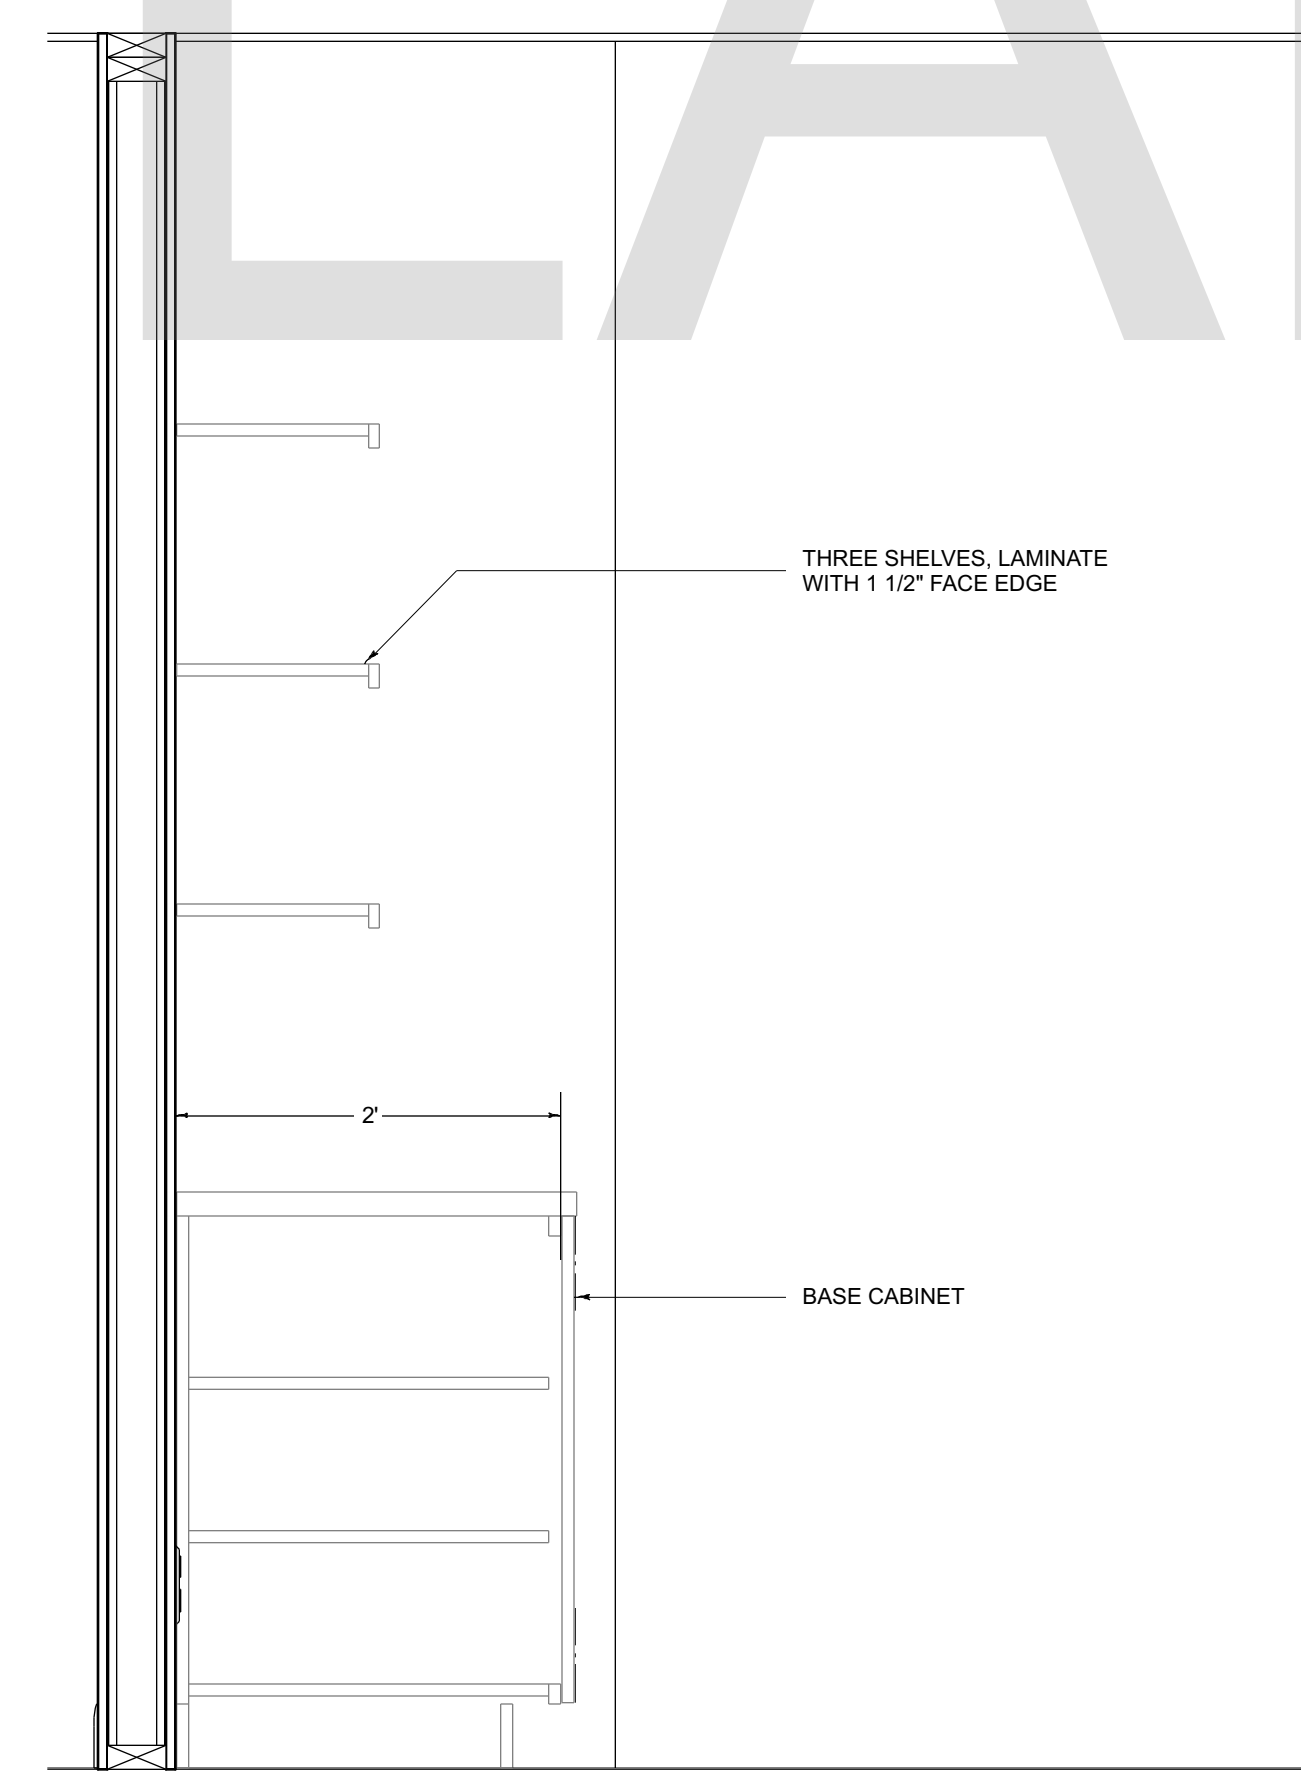 THREE SHELVES, LAMINATE
WITH 1 1/2" FACE EDGE
2'
BASE CABINET